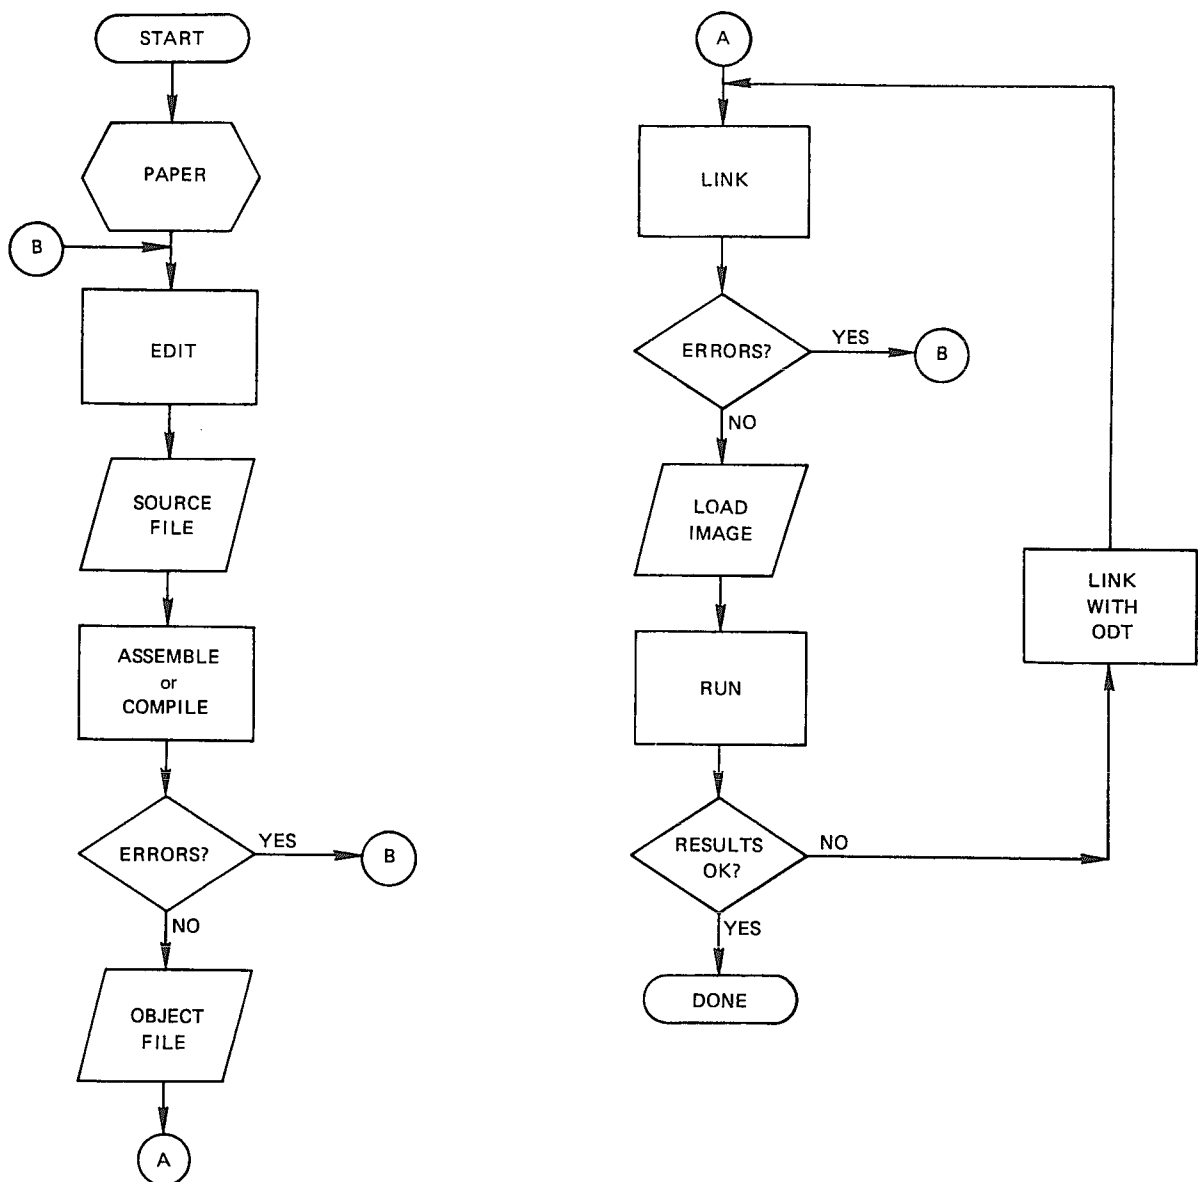 START
PAPER
B
EDIT
SOURCE
FILE
ASSEMBLE
or
COMPILE
ERRORS?
YES
B
NO
OBJECT
FILE
A
A
LINK
ERRORS?
YES
B
NO
LOAD
IMAGE
RUN
RESULTS
OK?
NO
YES
DONE
LINK
WITH
ODT